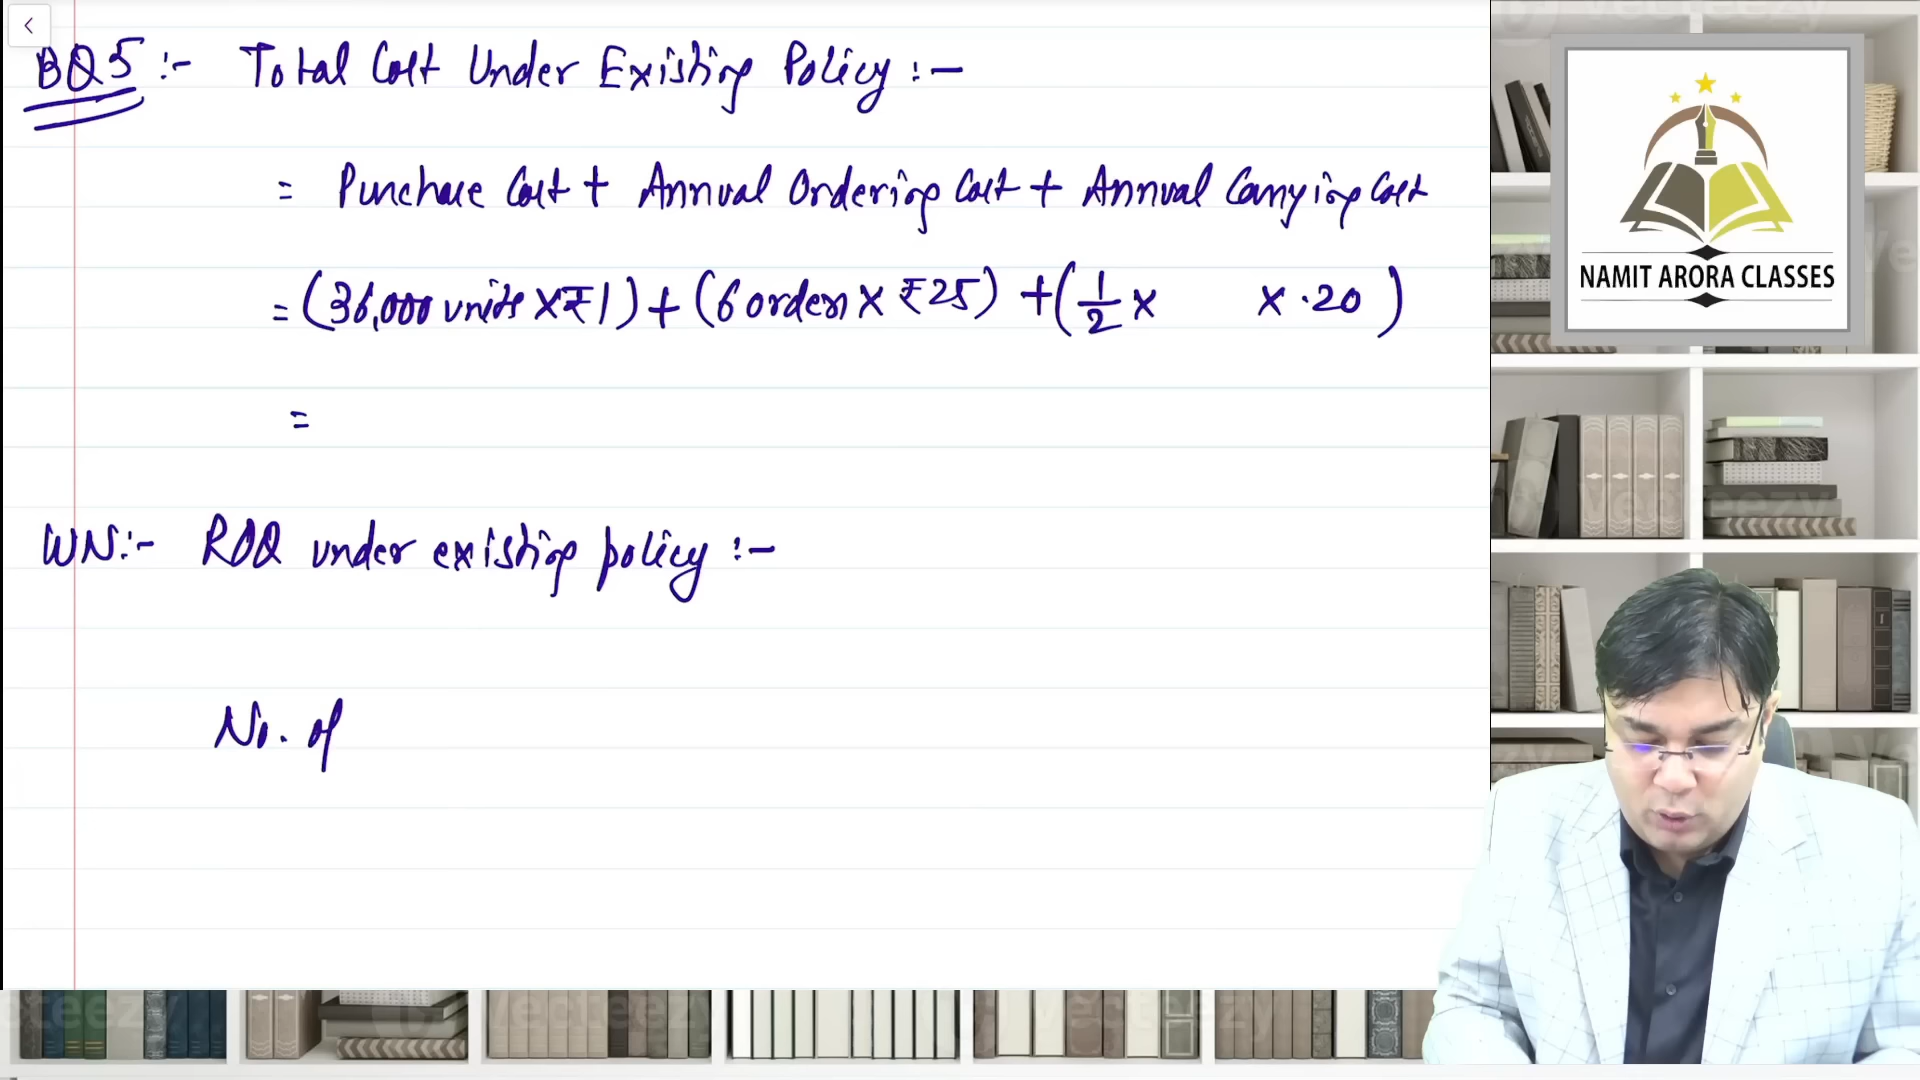 BQ5 :- Total Cost Under Existing Policy :-
= Purchase Cost + Annual Ordering Cost + Annual Carrying Cost
= (36,000 units x ₹1) + (6 orders x ₹25) + (1/2 x x .20 )
=
WN:- ROQ under existing policy :-
No. of
NAMIT ARORA CLASSES